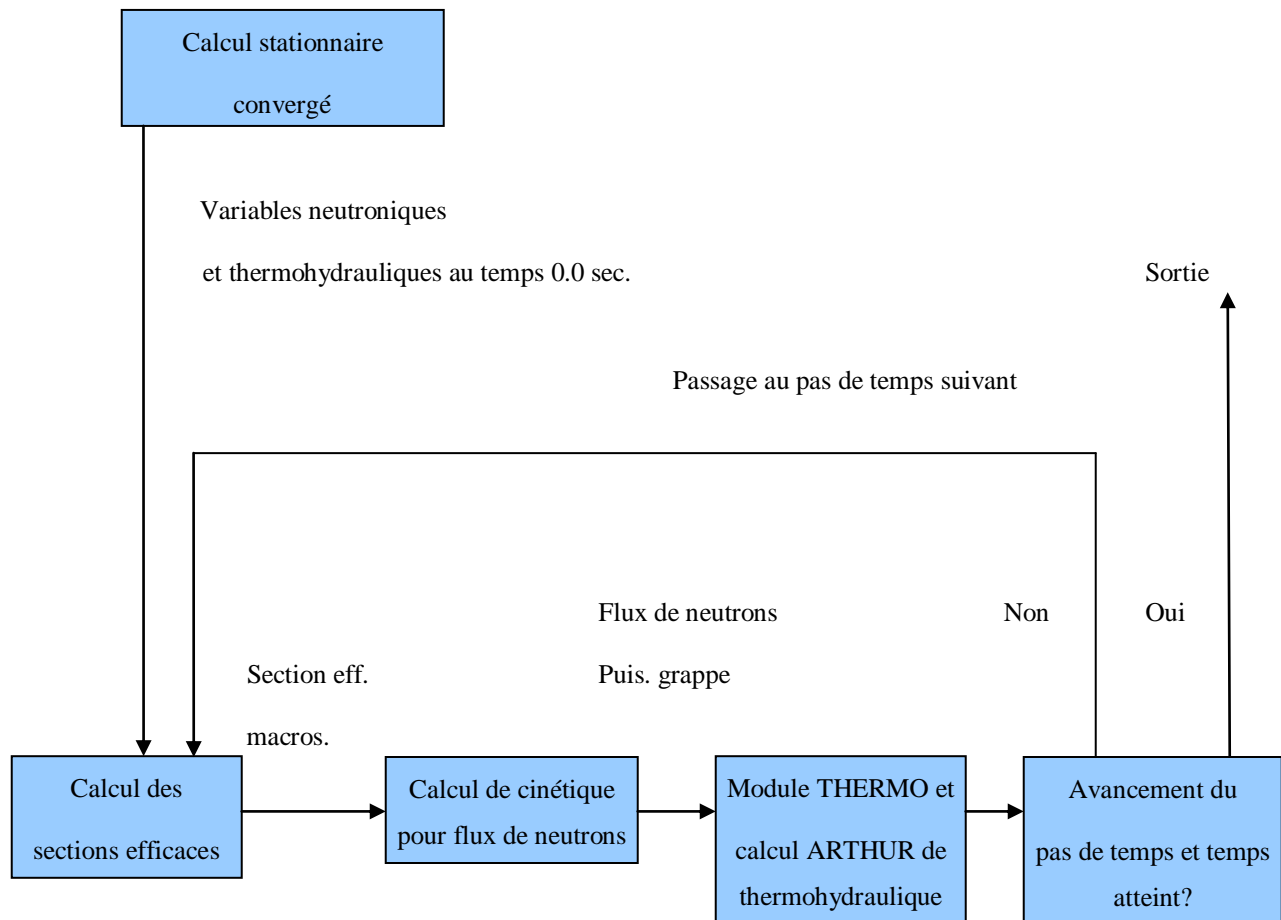 Calcul stationnaire
convergé
Variables neutroniques
et thermohydrauliques au temps 0.0 sec.
Sortie
Passage au pas de temps suivant
Flux de neutrons
Non
Oui
Section eff.
Puis. grappe
macros.
Calcul des
sections efficaces
Calcul de cinétique
pour flux de neutrons
Module THERMO et
calcul ARTHUR de
thermohydraulique
Avancement du
pas de temps et temps
atteint?